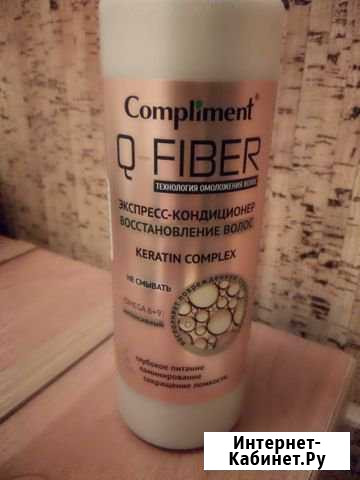 Compliment®
Q FIBER
ТЕХНОЛОГИЯ ОМОЛОЖЕНИЯ ВОЛОС
ЭКСПРЕСС-КОНДИЦИОНЕР
ВОССТАНОВЛЕНИЕ ВОЛОС
KERATIN COMPLEX
НЕ СМЫВАТЬ
OMEGA 6+9
глубокое питание
ламинирование
сокращение ломкости
Интернет-
Кабинет.Ру